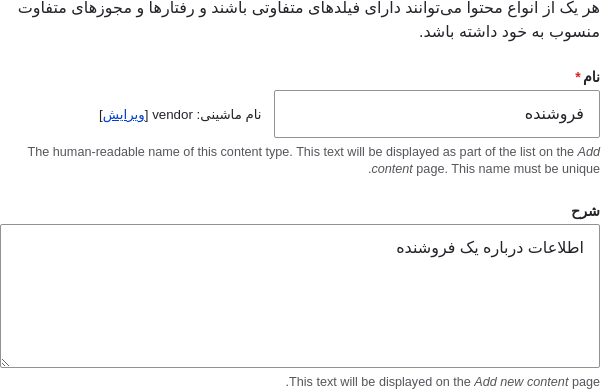 هر یک از انواع محتوا می‌توانند دارای فیلدهای متفاوتی باشند و رفتارها و مجوزهای متفاوت
منسوب به خود داشته باشد.
نام *
فروشنده
نام ماشینی: vendor [ویرایش]
The human-readable name of this content type. This text will be displayed as part of the list on the Add
content page. This name must be unique.
شرح
اطلاعات درباره یک فروشنده
This text will be displayed on the Add new content page.